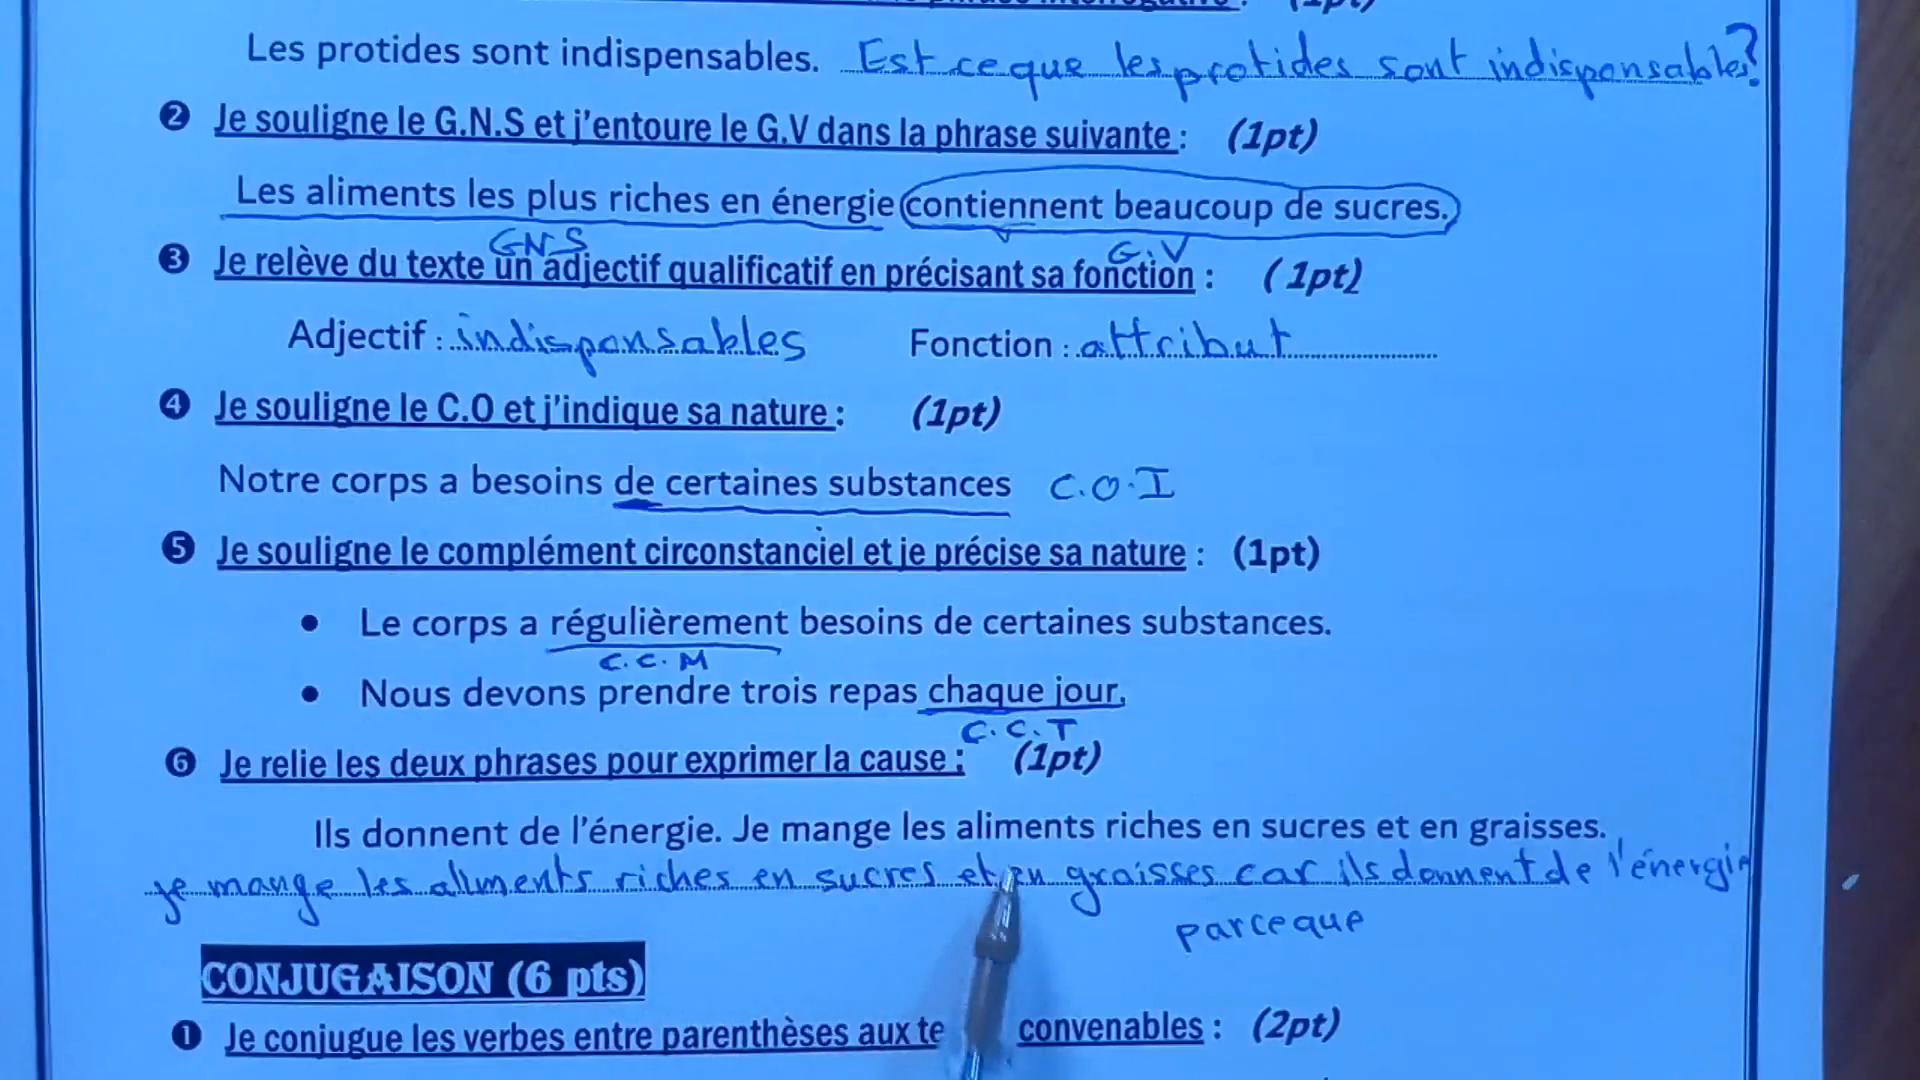 (1pt)
Les protides sont indispensables. Est ce que les protides sont indisponsables?
❷ Je souligne le G.N.S et j'entoure le G.V dans la phrase suivante : (1pt)
Les aliments les plus riches en énergie contiennent beaucoup de sucres.
G.N.S G.V
❸ Je relève du texte un adjectif qualificatif en précisant sa fonction : ( 1pt)
Adjectif : indisponsables Fonction : attribut
❹ Je souligne le C.O et j'indique sa nature : (1pt)
Notre corps a besoins de certaines substances C.O.I
❺ Je souligne le complément circonstanciel et je précise sa nature : (1pt)
• Le corps a régulièrement besoins de certaines substances.
C.C.M
• Nous devons prendre trois repas chaque jour.
C.C.T
❻ Je relie les deux phrases pour exprimer la cause : (1pt)
Ils donnent de l'énergie. Je mange les aliments riches en sucres et en graisses.
je mange les aliments riches en sucres et en graisses car ils donnent de l'énergie
parceque
CONJUGAISON (6 pts)
❶ Je conjugue les verbes entre parenthèses aux te convenables : (2pt)